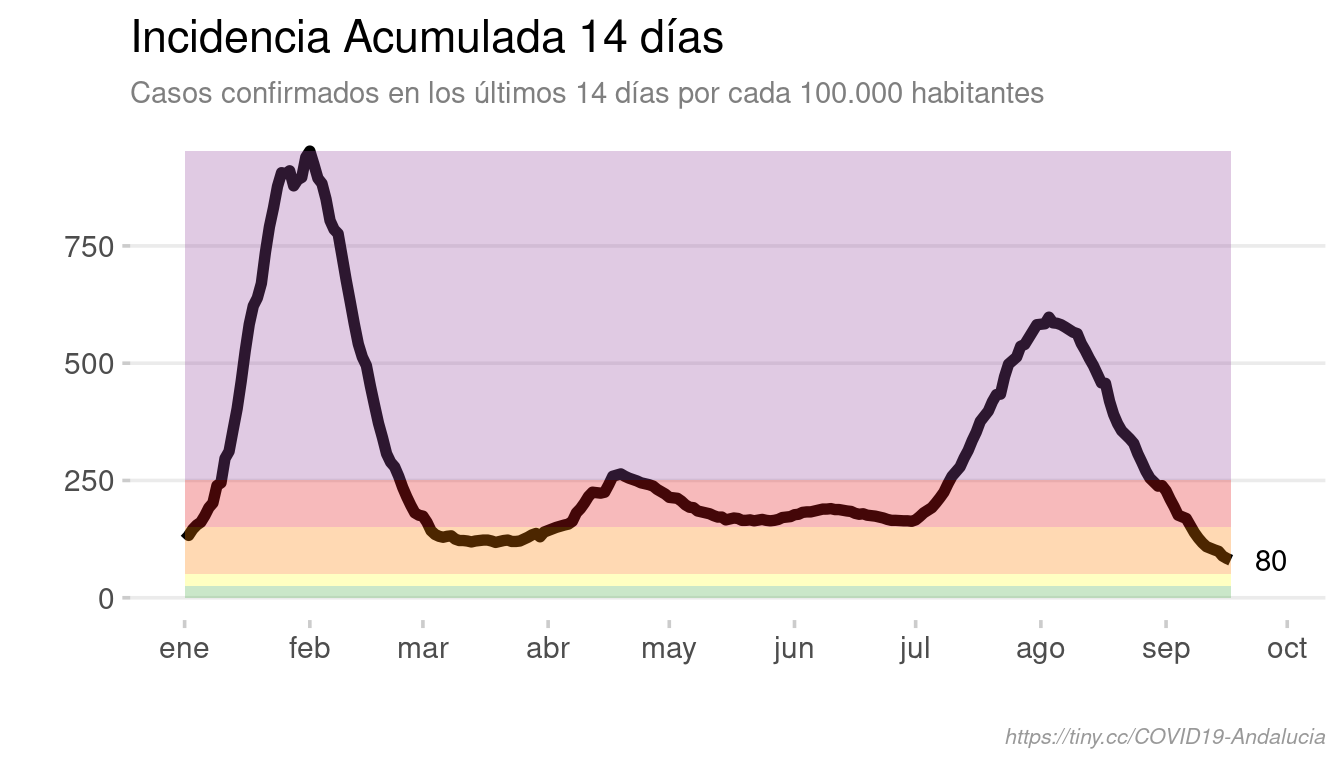 Incidencia Acumulada 14 días
Casos confirmados en los últimos 14 días por cada 100.000 habitantes
750
500
250
0
80
ene feb mar abr may jun jul ago sep oct
https://tiny.cc/COVID19-Andalucia